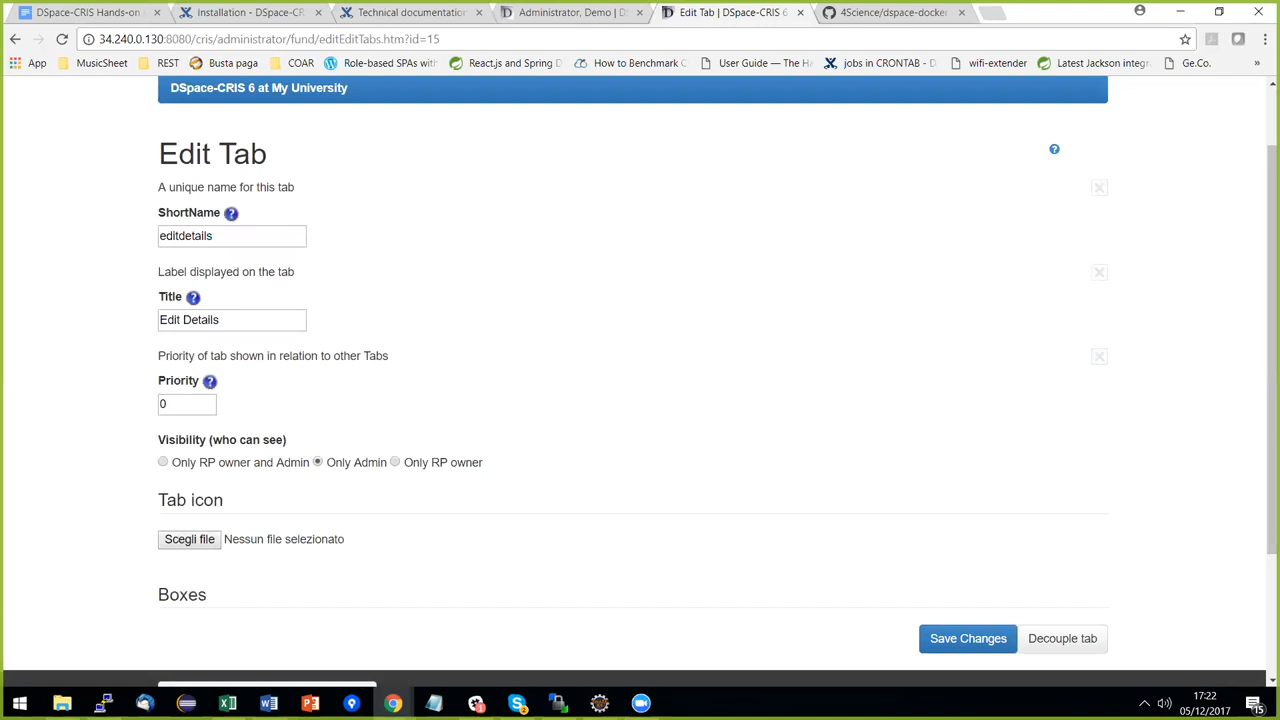 DSpace-CRIS Hands-on
Installation - DSpace-CR
Technical documentation
Administrator, Demo | DS
Edit Tab | DSpace-CRIS 6
4Science/dspace-docker
34.240.0.130:8080/cris/administrator/fund/editEditTabs.htm?id=15
App
MusicSheet
REST
Busta paga
COAR
Role-based SPAs with
React.js and Spring D
How to Benchmark C
User Guide — The Ha
jobs in CRONTAB - D
wifi-extender
Latest Jackson integr
Ge.Co.
»
DSpace-CRIS 6 at My University
Edit Tab
A unique name for this tab
ShortName
editdetails
Label displayed on the tab
Title
Edit Details
Priority of tab shown in relation to other Tabs
Priority
0
Visibility (who can see)
Only RP owner and Admin Only Admin Only RP owner
Tab icon
Scegli file Nessun file selezionato
Boxes
Save Changes Decouple tab
17:22
05/12/2017
15